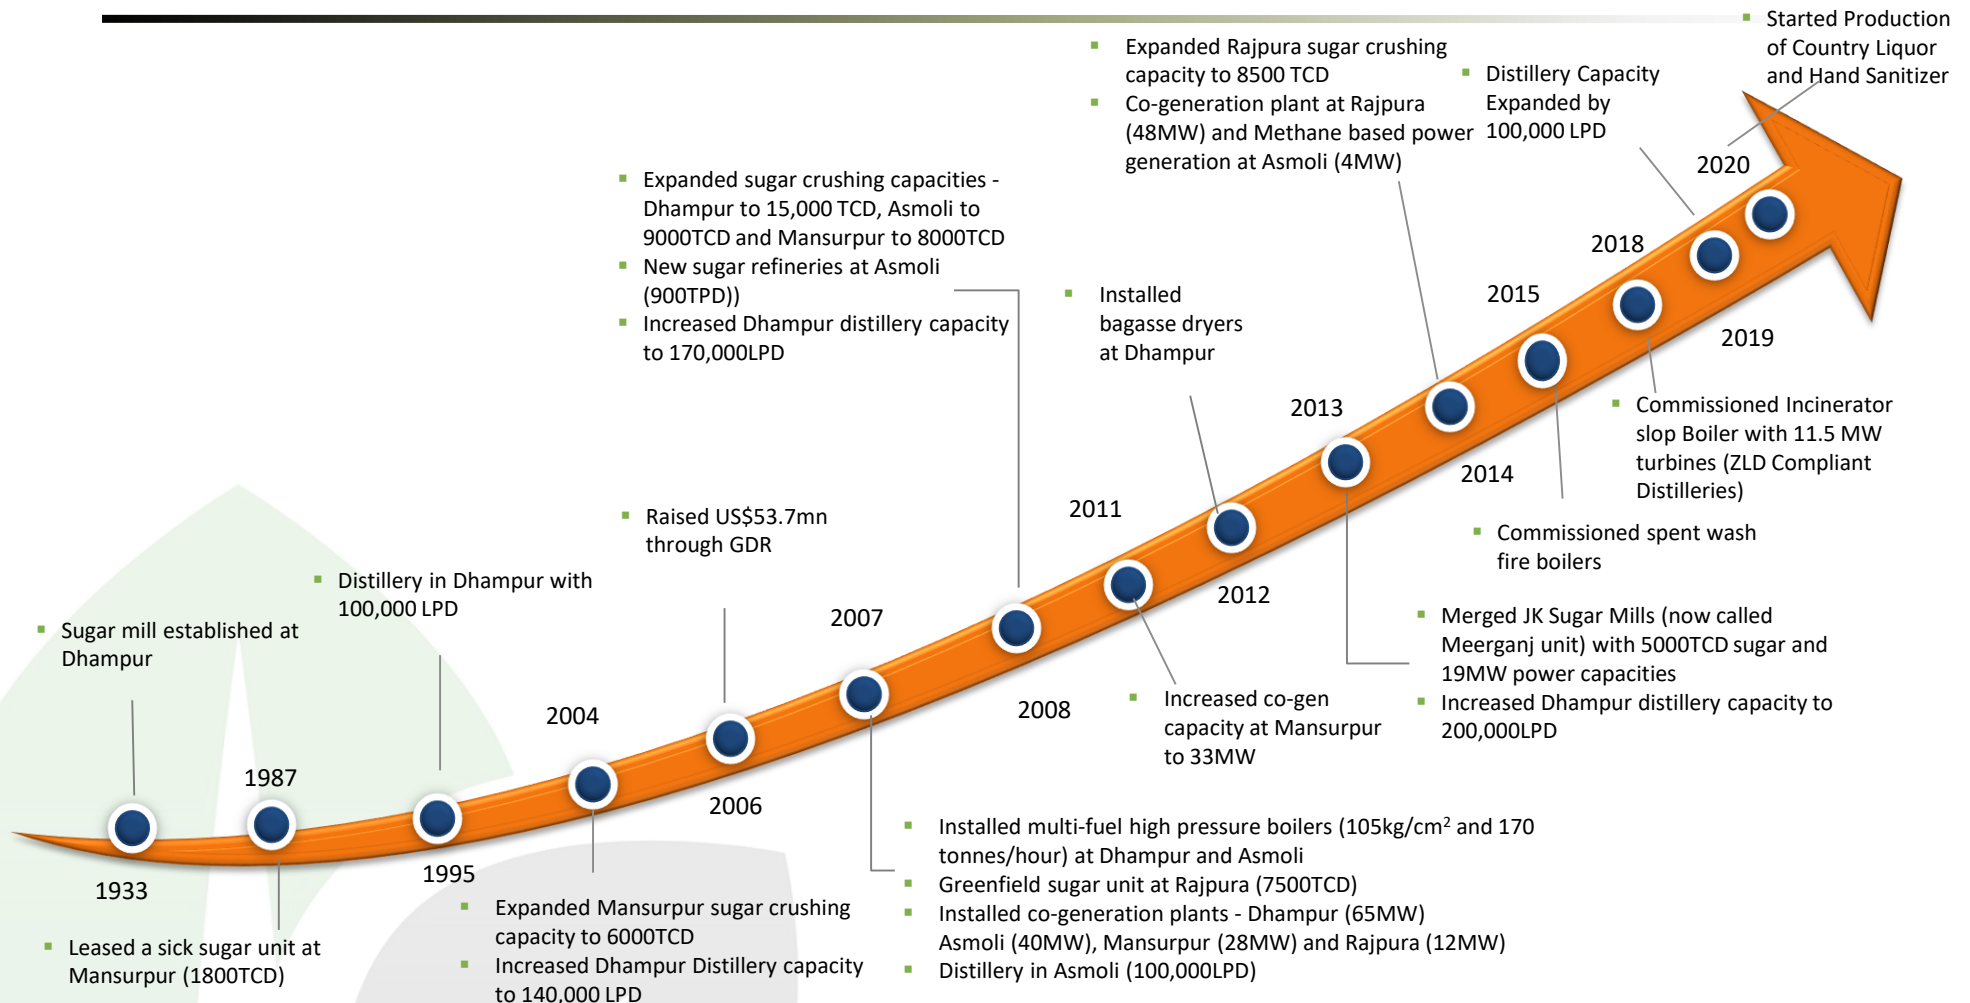 Started Production
of Country Liquor
and Hand Sanitizer
Expanded Rajpura sugar crushing
capacity to 8500 TCD
Co-generation plant at Rajpura
(48MW) and Methane based power
generation at Asmoli (4MW)
Distillery Capacity
Expanded by
100,000 LPD
2020
Expanded sugar crushing capacities -
Dhampur to 15,000 TCD, Asmoli to
9000TCD and Mansurpur to 8000TCD
New sugar refineries at Asmoli
(900TPD))
Increased Dhampur distillery capacity
to 170,000LPD
2018
Installed
bagasse dryers
at Dhampur
2015
2019
2013
Commissioned Incinerator
slop Boiler with 11.5 MW
turbines (ZLD Compliant
Distilleries)
2014
2011
Raised US$53.7mn
through GDR
Commissioned spent wash
fire boilers
Distillery in Dhampur with
100,000 LPD
2012
2007
Sugar mill established at
Dhampur
Merged JK Sugar Mills (now called
Meerganj unit) with 5000TCD sugar and
19MW power capacities
Increased Dhampur distillery capacity to
200,000LPD
2004
2008
Increased co-gen
capacity at Mansurpur
to 33MW
1987
2006
Installed multi-fuel high pressure boilers (105kg/cm² and 170
tonnes/hour) at Dhampur and Asmoli
Greenfield sugar unit at Rajpura (7500TCD)
Installed co-generation plants - Dhampur (65MW)
Asmoli (40MW), Mansurpur (28MW) and Rajpura (12MW)
Distillery in Asmoli (100,000LPD)
1933
1995
Leased a sick sugar unit at
Mansurpur (1800TCD)
Expanded Mansurpur sugar crushing
capacity to 6000TCD
Increased Dhampur Distillery capacity
to 140,000 LPD